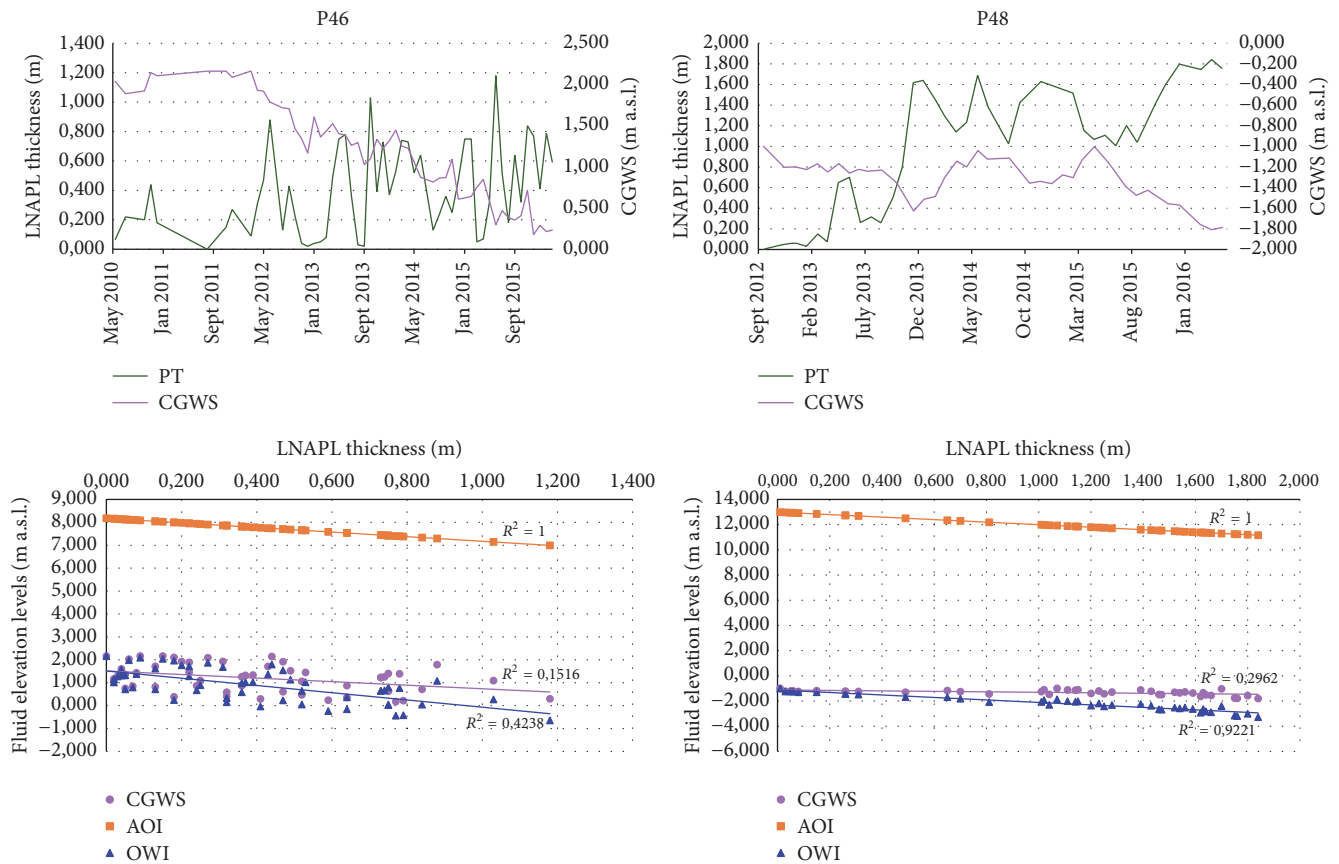 P46
LNAPL thickness (m)
1,400
1,200
1,000
0,800
0,600
0,400
0,200
0,000
2,500
2,000
1,500
1,000
0,500
0,000
CGWS
(m a.s.l.)
May 2010
Jan 2011
Sept 2011
May 2012
Jan 2013
Sept 2013
May 2014
Jan 2015
Sept 2015
PT
CGWS
P48
LNAPL thickness (m)
2,000
1,800
1,600
1,400
1,200
1,000
0,800
0,600
0,400
0,200
0,000
0,000
−0,200
−0,400
−0,600
−0,800
−1,000
−1,200
−1,400
−1,600
−1,800
−2,000
CGWS
(m a.s.l.)
Sept 2012
Feb 2013
July 2013
Dec 2013
May 2014
Oct 2014
Mar 2015
Aug 2015
Jan 2016
PT
CGWS
LNAPL thickness (m)
0,000 0,200 0,400 0,600 0,800 1,000 1,200 1,400
Fluid elevation levels (m a.s.l.)
9,000
8,000
7,000
6,000
5,000
4,000
3,000
2,000
1,000
0,000
−1,000
−2,000
R² = 1
R² = 0,1516
R² = 0,4238
CGWS
AOI
OWI
LNAPL thickness (m)
0,000 0,200 0,400 0,600 0,800 1,000 1,200 1,400 1,600 1,800 2,000
Fluid elevation levels (m a.s.l.)
14,000
12,000
10,000
8,000
6,000
4,000
2,000
0,000
−2,000
−4,000
−6,000
R² = 1
R² = 0,2962
R² = 0,9221
CGWS
AOI
OWI